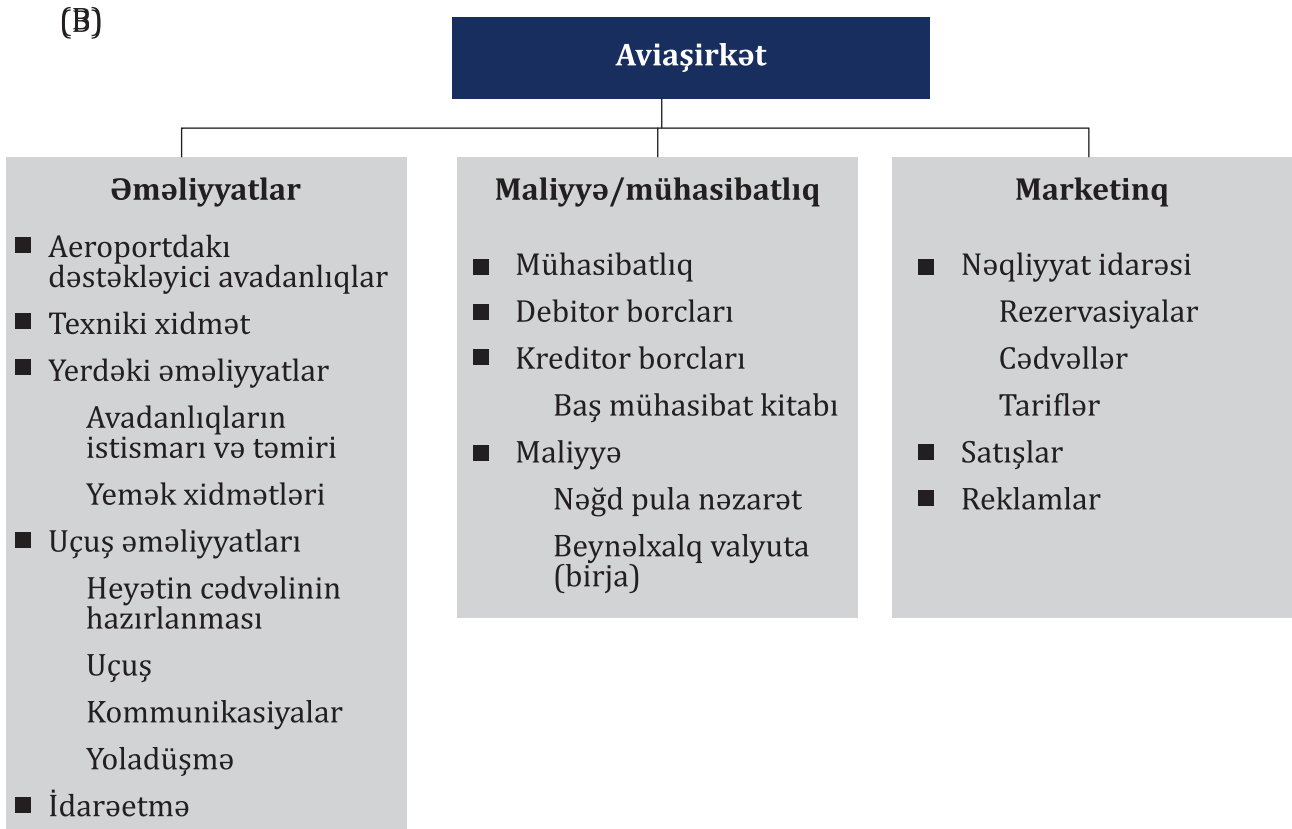 (B)
Aviaşirkət
Əməliyyatlar
■ Aeroportdakı
dəstəkləyici avadanlıqlar
■ Texniki xidmət
■ Yerdəki əməliyyatlar
Avadanlıqların
istismarı və təmiri
Yemək xidmətləri
■ Uçuş əməliyyatları
Heyətin cədvəlinin
hazırlanması
Uçuş
Kommunikasiyalar
Yoladüşmə
■ İdarəetmə
Maliyyə/mühasibatlıq
■ Mühasibatlıq
■ Debitor borcları
■ Kreditor borcları
Baş mühasibat kitabı
■ Maliyyə
Nəğd pula nəzarət
Beynəlxalq valyuta
(birja)
Marketinq
■ Nəqliyyat idarəsi
Rezervasiyalar
Cədvəllər
Tariflər
■ Satışlar
■ Reklamlar